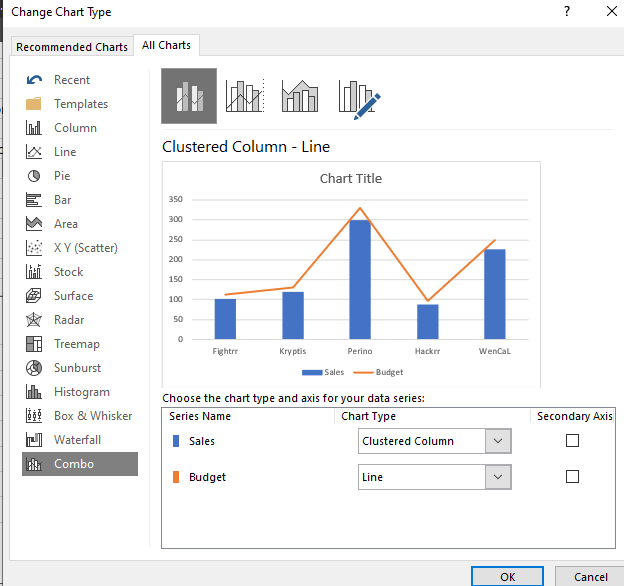 Change Chart Type
?
Recommended Charts
All Charts
Recent
Templates
Column
Line
Pie
Bar
Area
X Y (Scatter)
Stock
Surface
Radar
Treemap
Sunburst
Histogram
Box & Whisker
Waterfall
Combo
Clustered Column - Line
Chart Title
350
300
250
200
150
100
50
0
Fightrr Kryptis Perino Hackrr WenCaL
Sales Budget
Choose the chart type and axis for your data series:
Series Name Chart Type Secondary Axis
Sales Clustered Column
Budget Line
OK Cancel